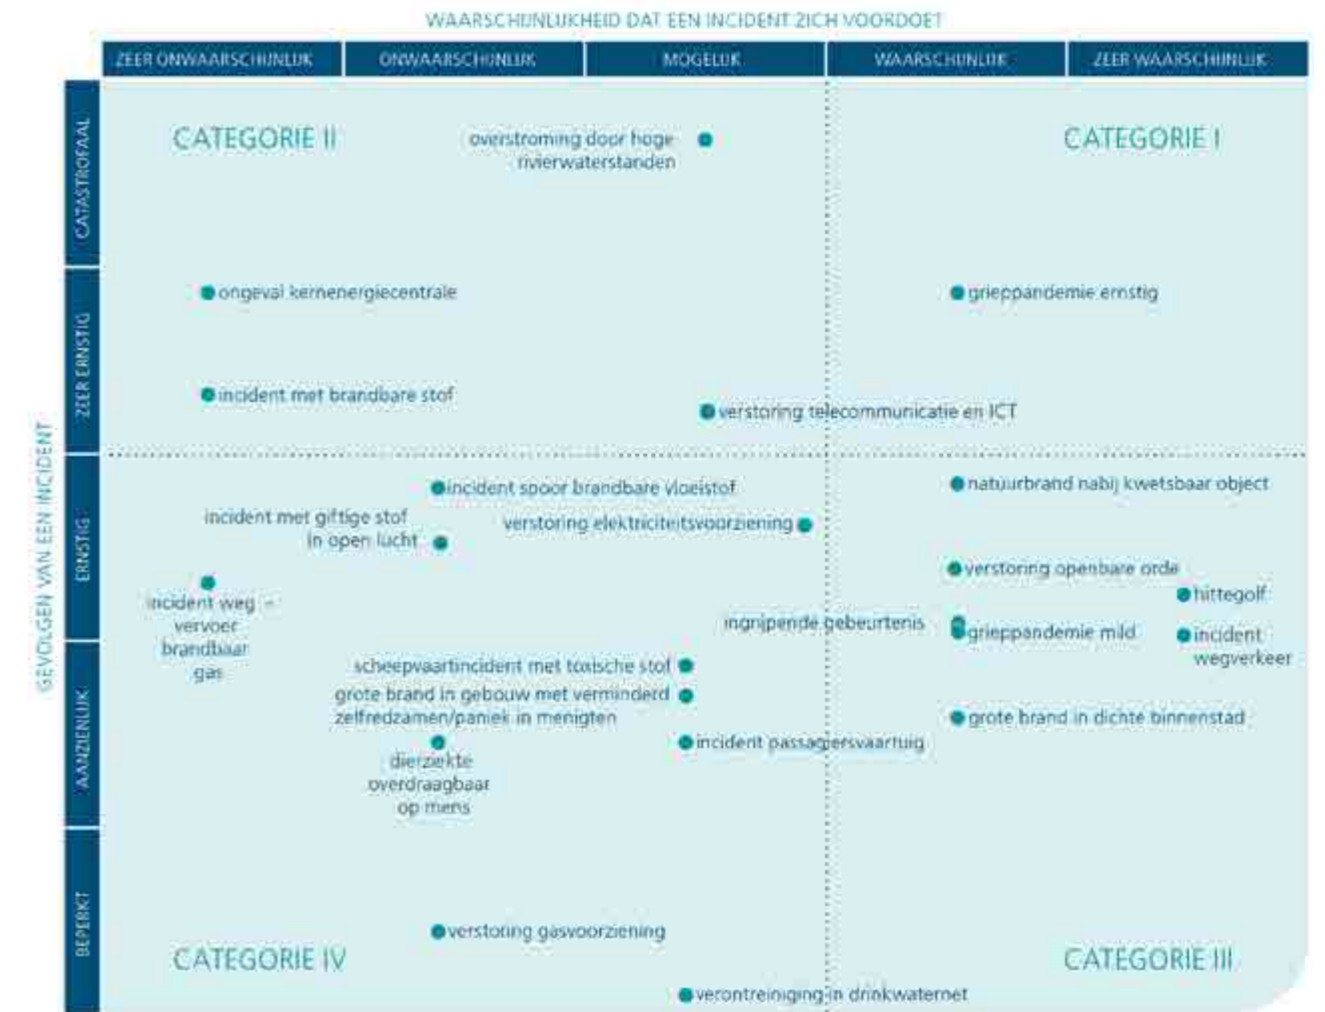 WAARSCHIJNLIJKHEID DAT EEN INCIDENT ZICH VOORDOET
ZEER ONWAARSCHIJNLIJK
ONWAARSCHIJNLIJK
MOGELIJK
WAARSCHIJNLIJK
ZEER WAARSCHIJNLIJK
GEVOLGEN VAN EEN INCIDENT
CATASTROFAAL
CATEGORIE II
overstroming door hoge
rivierwaterstanden
CATEGORIE I
ZEER ERNSTIG
ongeval kernenergiecentrale
grieppandemie ernstig
incident met brandbare stof
verstoring telecommunicatie en ICT
ERNSTIG
incident spoor brandbare vloeistof
natuurbrand nabij kwetsbaar object
incident met giftige stof
in open lucht
verstoring elektriciteitsvoorziening
verstoring openbare orde
hittegolf
incident weg –
vervoer
brandbaar
gas
ingrijpende gebeurtenis
grieppandemie mild
incident
wegverkeer
AANZIENLIJK
scheepvaartincident met toxische stof
grote brand in gebouw met verminderd
zelfredzamen/paniek in menigten
grote brand in dichte binnenstad
incident passagiersvaartuig
dierziekte
overdraagbaar
op mens
BEPERKT
verstoring gasvoorziening
CATEGORIE IV
CATEGORIE III
verontreiniging in drinkwaternet